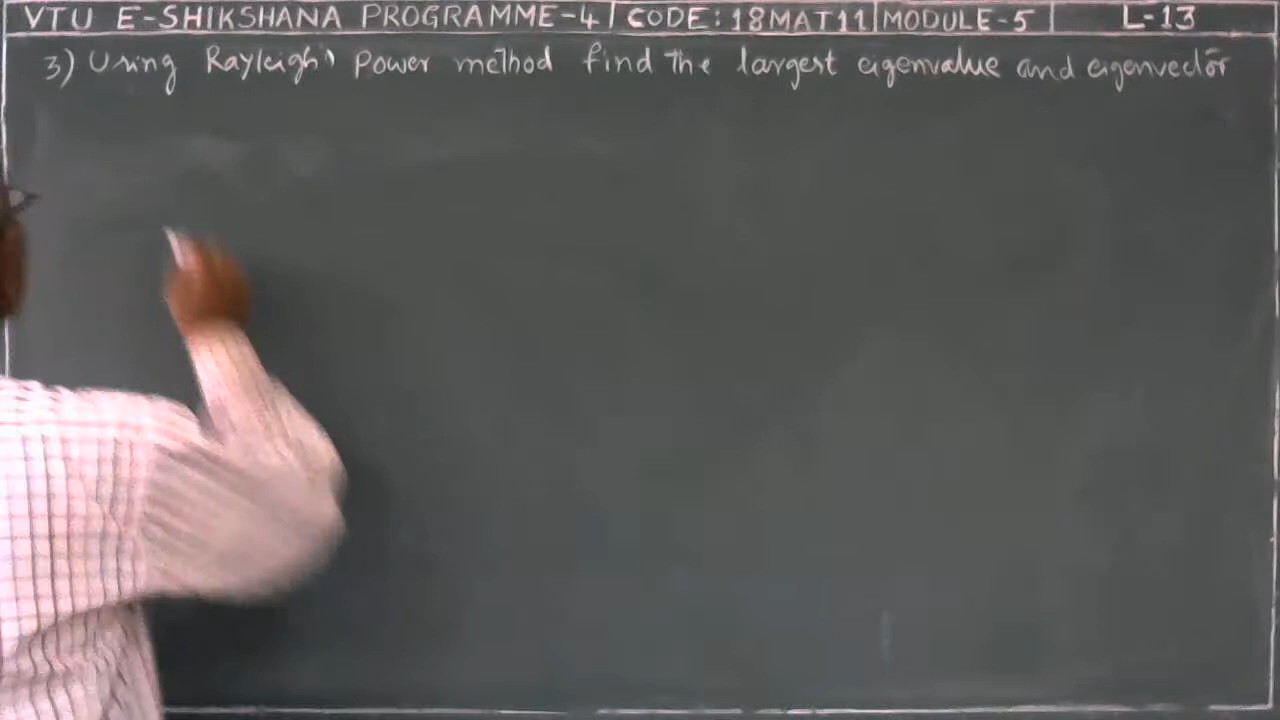 VTU E-SHIKSHANA PROGRAMME-4 | CODE: 18MAT11 | MODULE-5 | L-13
3) Using Rayleigh's Power method find the largest eigenvalue and eigenvector